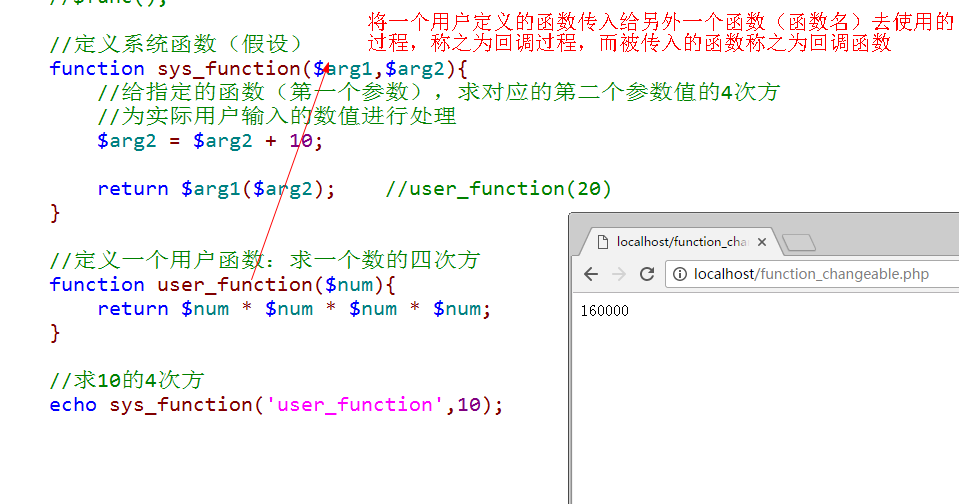 //$func();
将一个用户定义的函数传入给另外一个函数（函数名）去使用的
过程，称之为回调过程，而被传入的函数称之为回调函数
//定义系统函数（假设）
function sys_function($arg1,$arg2){
//给指定的函数（第一个参数），求对应的第二个参数值的4次方
//为实际用户输入的数值进行处理
$arg2 = $arg2 + 10;
return $arg1($arg2); //user_function(20)
}
//定义一个用户函数：求一个数的四次方
function user_function($num){
return $num * $num * $num * $num;
}
//求10的4次方
echo sys_function('user_function',10);
localhost/function_cha
localhost/function_changeable.php
160000